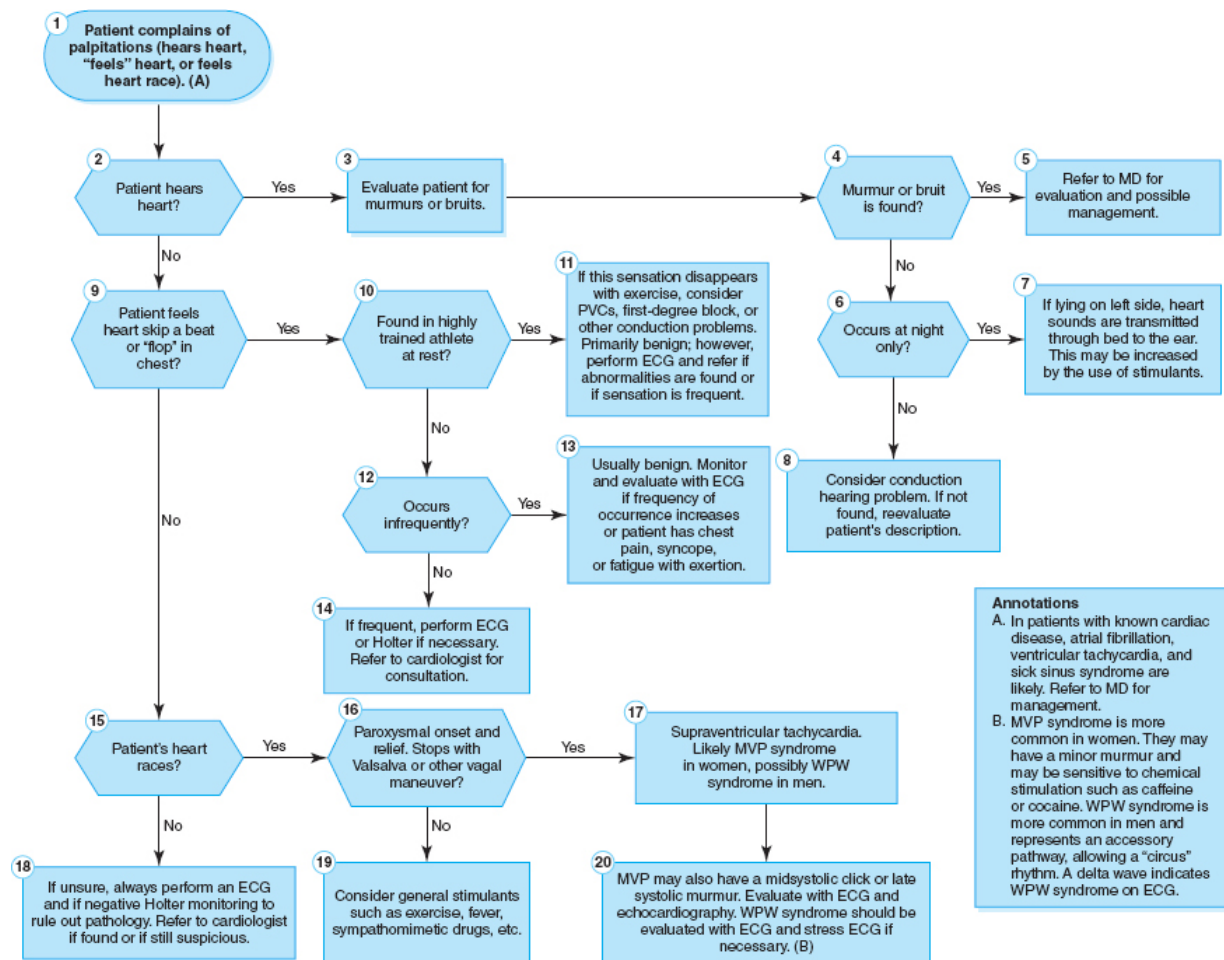 1
Patient complains of
palpitations (hears heart,
“feels” heart, or feels
heart race). (A)
2
Patient hears
heart?
Yes
3
Evaluate patient for
murmurs or bruits.
4
Murmur or bruit
is found?
Yes
5
Refer to MD for
evaluation and possible
management.
No
No
6
Occurs at night
only?
Yes
7
If lying on left side, heart
sounds are transmitted
through bed to the ear.
This may be increased
by the use of stimulants.
No
8
Consider conduction
hearing problem. If not
found, reevaluate
patient's description.
9
Patient feels
heart skip a beat
or “flop” in
chest?
Yes
10
Found in highly
trained athlete
at rest?
Yes
11
If this sensation disappears
with exercise, consider
PVCs, first-degree block, or
other conduction problems.
Primarily benign; however,
perform ECG and refer if
abnormalities are found or
if sensation is frequent.
No
12
Occurs
infrequently?
Yes
13
Usually benign. Monitor
and evaluate with ECG
if frequency of
occurrence increases
or patient has chest
pain, syncope,
or fatigue with exertion.
No
14
If frequent, perform ECG
or Holter if necessary.
Refer to cardiologist for
consultation.
No
15
Patient’s heart
races?
Yes
16
Paroxysmal onset and
relief. Stops with
Valsalva or other vagal
maneuver?
Yes
17
Supraventricular tachycardia.
Likely MVP syndrome
in women, possibly WPW
syndrome in men.
No
18
If unsure, always perform an ECG
and if negative Holter monitoring to
rule out pathology. Refer to cardiologist
if found or if still suspicious.
No
19
Consider general stimulants
such as exercise, fever,
sympathomimetic drugs, etc.
20
MVP may also have a midsystolic click or late
systolic murmur. Evaluate with ECG and
echocardiography. WPW syndrome should be
evaluated with ECG and stress ECG if
necessary. (B)
Annotations
A. In patients with known cardiac
disease, atrial fibrillation,
ventricular tachycardia, and
sick sinus syndrome are
likely. Refer to MD for
management.
B. MVP syndrome is more
common in women. They may
have a minor murmur and
may be sensitive to chemical
stimulation such as caffeine
or cocaine. WPW syndrome is
more common in men and
represents an accessory
pathway, allowing a “circus”
rhythm. A delta wave indicates
WPW syndrome on ECG.